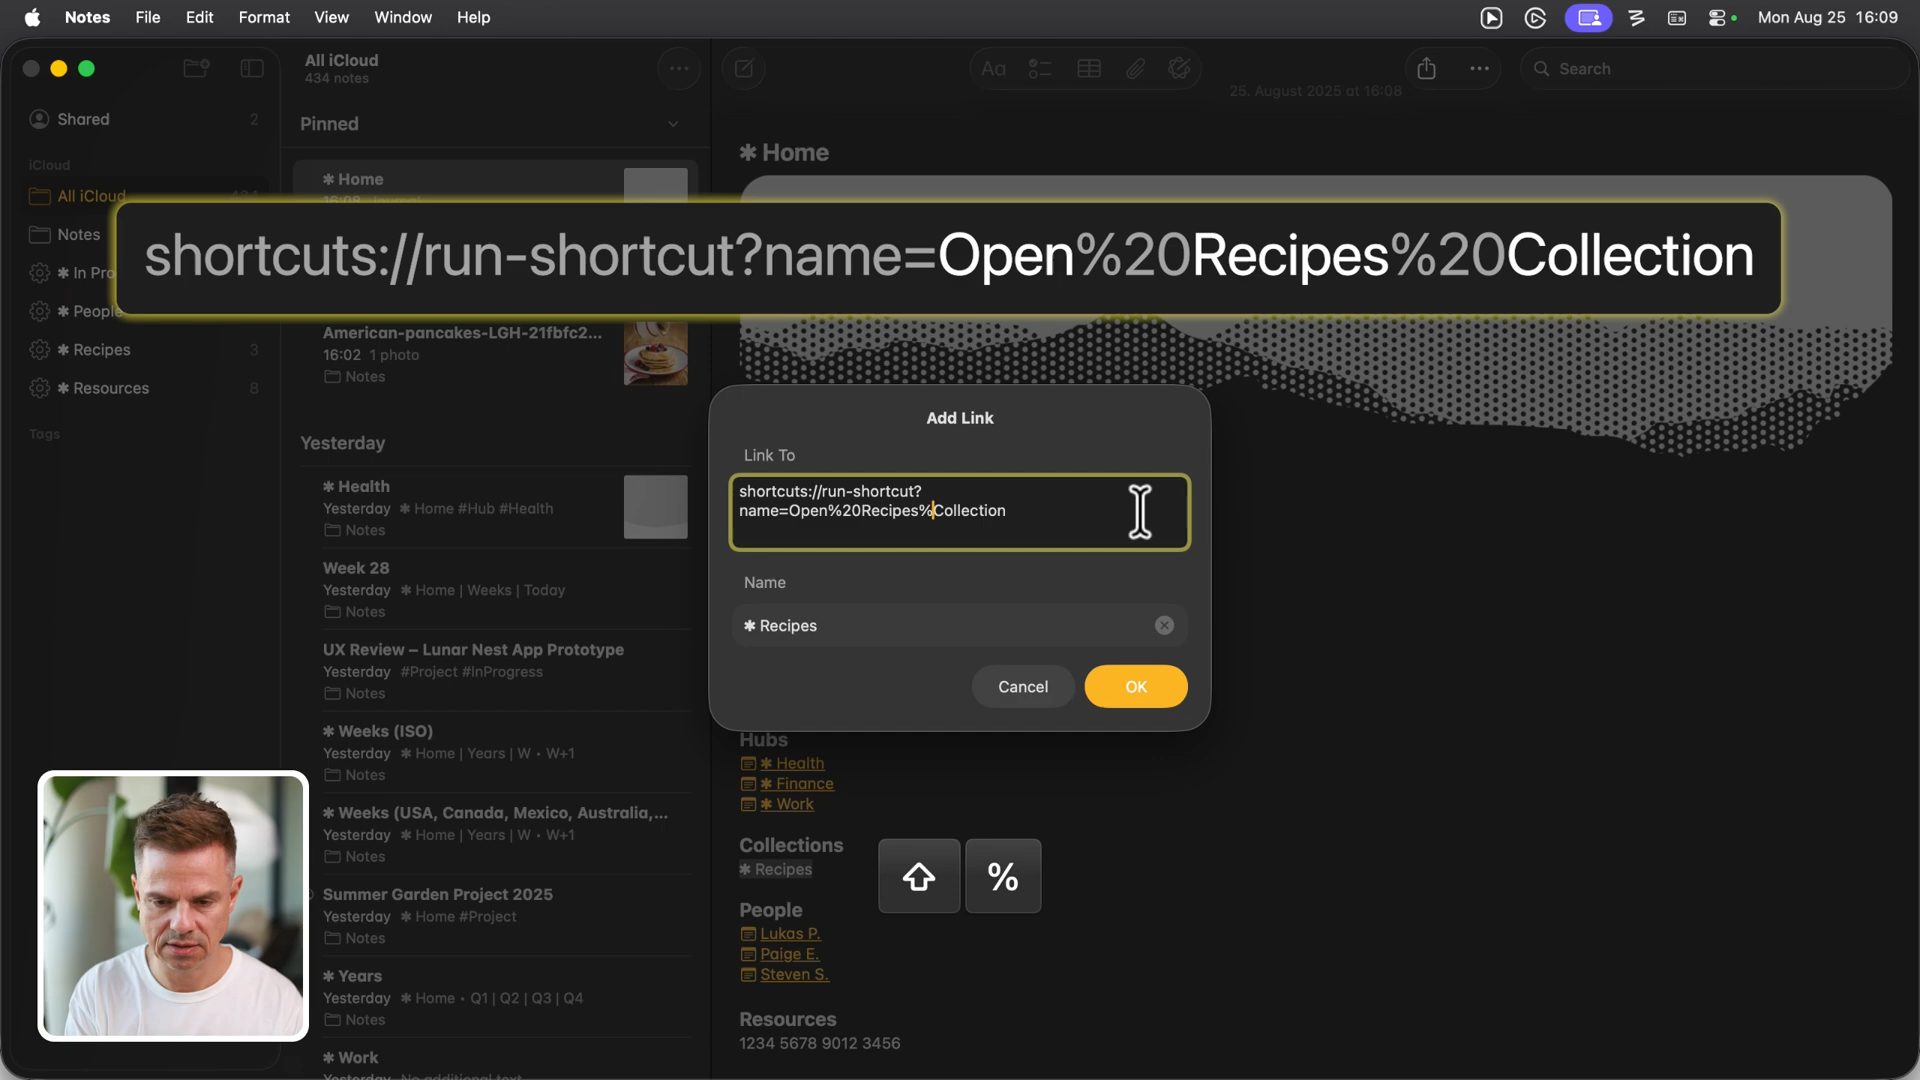 Notes File Edit Format View Window Help
Mon Aug 25 16:09
All iCloud
434 notes
Aa
Search
25. August 2025 at 16:08
Shared 2
Pinned
✱ Home
iCloud
✱ Home
All iCloud
shortcuts://run-shortcut?name=Open%20Recipes%20Collection
Notes
✱ In Pro
✱ People
American-pancakes-LGH-21fbfc2...
16:02 1 photo
Notes
✱ Recipes 3
✱ Resources 8
Tags
Yesterday
✱ Health
Yesterday ✱ Home #Hub #Health
Notes
Week 28
Yesterday ✱ Home | Weeks | Today
Notes
UX Review – Lunar Nest App Prototype
Yesterday #Project #InProgress
Notes
✱ Weeks (ISO)
Yesterday ✱ Home | Years | W • W+1
Notes
✱ Weeks (USA, Canada, Mexico, Australia,...
Yesterday ✱ Home | Years | W • W+1
Notes
Summer Garden Project 2025
Yesterday ✱ Home #Project
Notes
✱ Years
Yesterday ✱ Home • Q1 | Q2 | Q3 | Q4
Notes
✱ Work
Yesterday No additional text
Add Link
Link To
shortcuts://run-shortcut?
name=Open%20Recipes%Collection
Name
✱ Recipes
Cancel
OK
Hubs
✱ Health
✱ Finance
✱ Work
Collections
✱ Recipes
%
People
Lukas P.
Paige E.
Steven S.
Resources
1234 5678 9012 3456